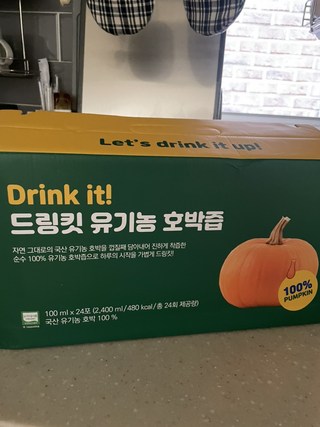 Let's drink it up!
Drink it!
드링킷 유기농 호박즙
자연 그대로의 국산 유기농 호박을 껍질째 담아내어 진하게 착즙한
순수 100% 유기농 호박즙으로 하루의 시작을 가볍게 드링킷!
100%
PUMPKIN
100 ml x 24포 (2,400 ml/480 kcal/총 24회 제공량)
국산 유기농 호박 100 %